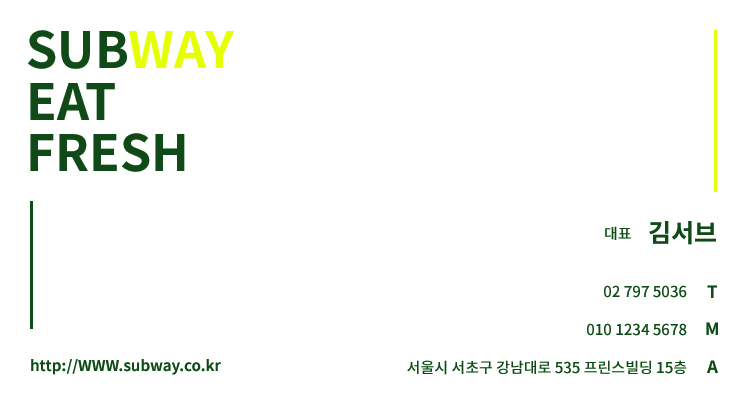 SUBWAY
EAT
FRESH
대표 김서브
02 797 5036 T
010 1234 5678 M
http://WWW.subway.co.kr
서울시 서초구 강남대로 535 프린스빌딩 15층 A